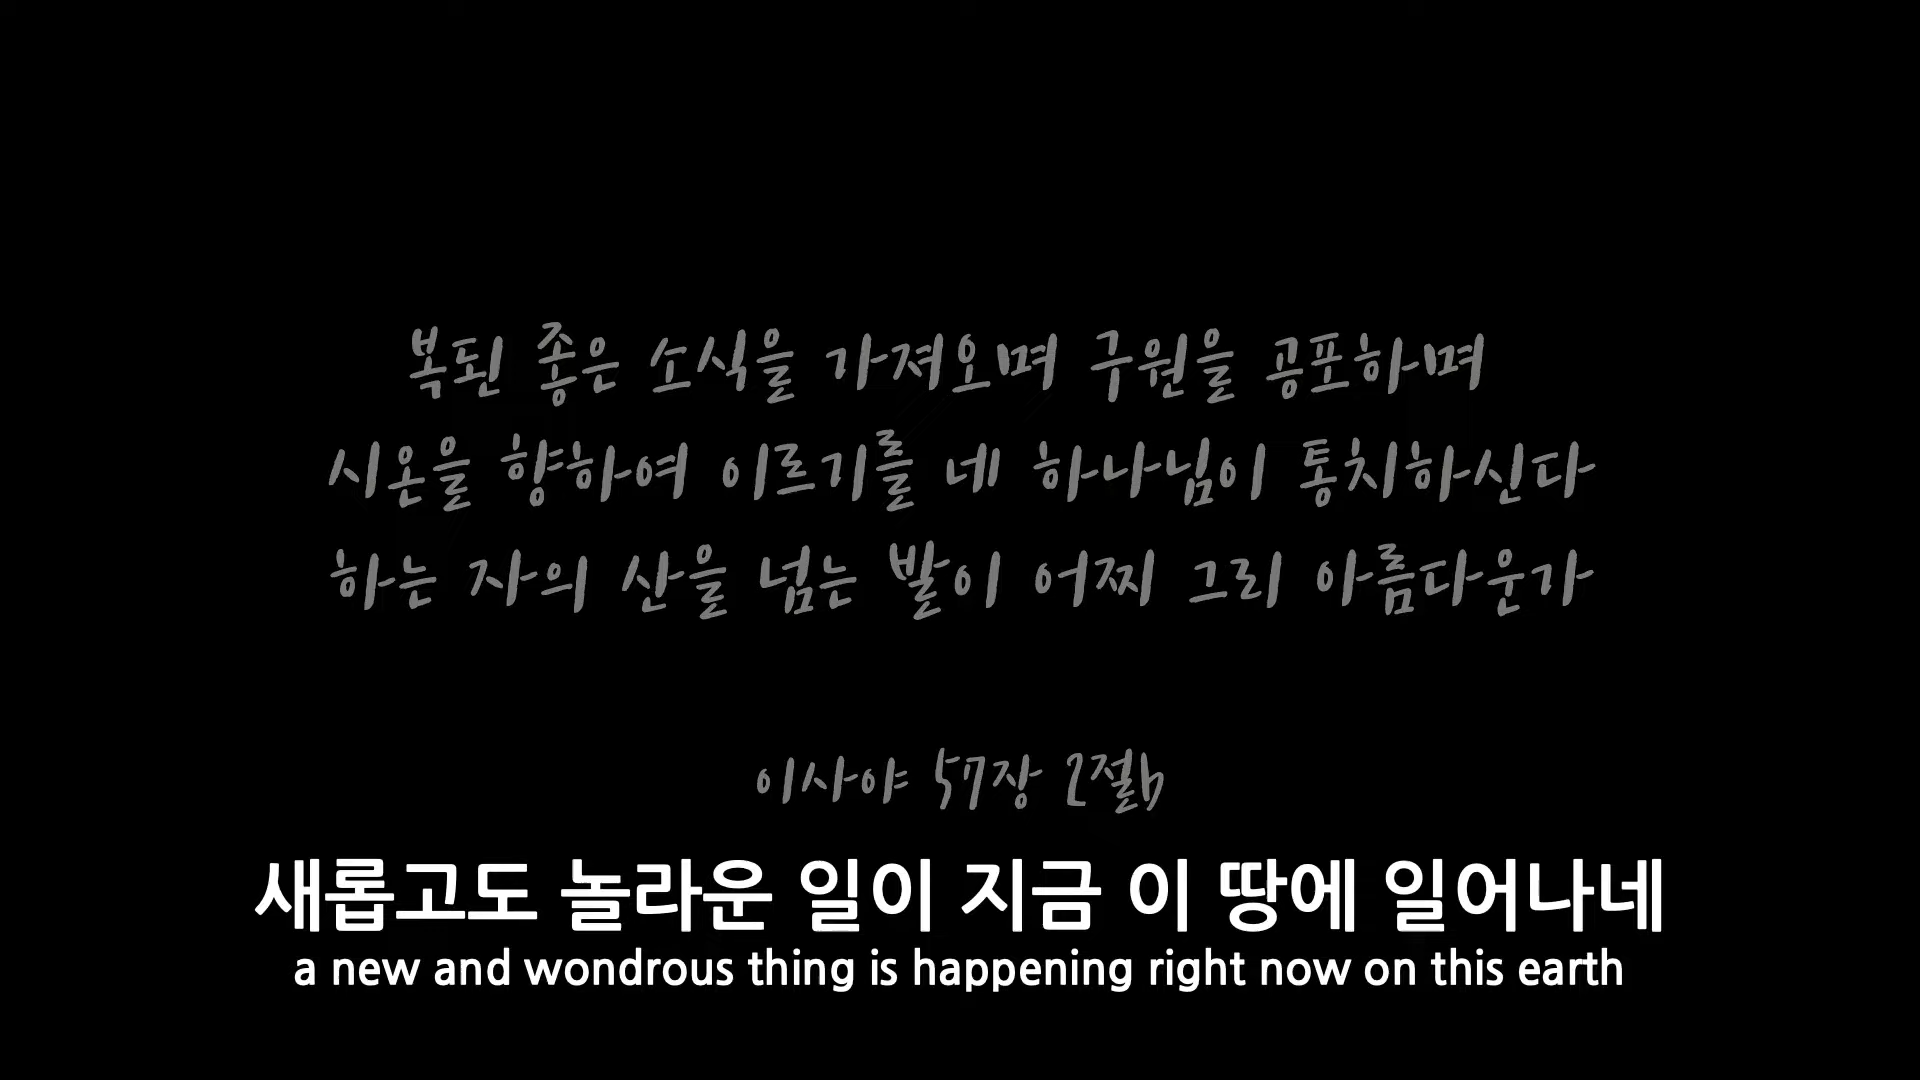 복된 좋은 소식을 가져오며 구원을 공포하며
시온을 향하여 이르기를 네 하나님이 통치하신다
하는 자의 산을 넘는 발이 어찌 그리 아름다운가
이사야 57장 2절b
새롭고도 놀라운 일이 지금 이 땅에 일어나네
a new and wondrous thing is happening right now on this earth